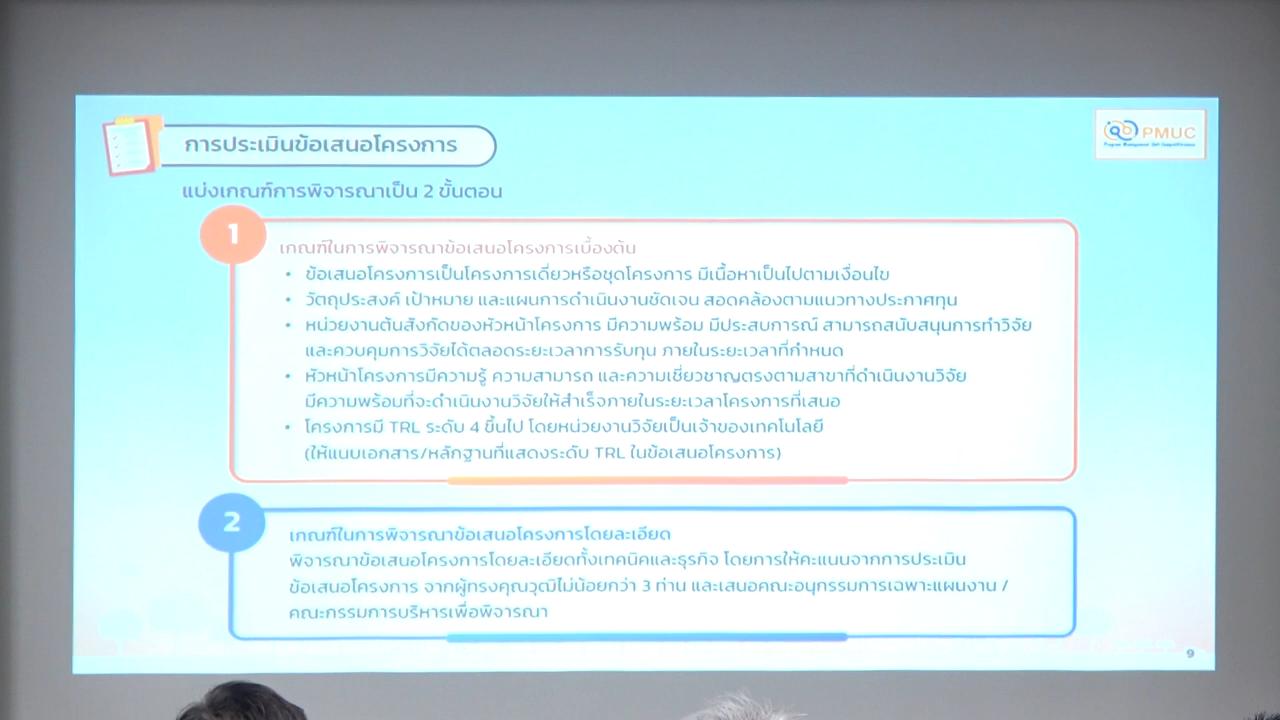 การประเมินข้อเสนอโครงการ
PMUC
แบ่งเกณฑ์การพิจารณาเป็น 2 ขั้นตอน
1
เกณฑ์ในการพิจารณาข้อเสนอโครงการเบื้องต้น
• ข้อเสนอโครงการเป็นโครงการเดี่ยวหรือชุดโครงการ มีเนื้อหาเป็นไปตามเงื่อนไข
• วัตถุประสงค์ เป้าหมาย และแผนการดำเนินงานชัดเจน สอดคล้องตามแนวทางประกาศทุน
• หน่วยงานต้นสังกัดของหัวหน้าโครงการ มีความพร้อม มีประสบการณ์ สามารถสนับสนุนการทำวิจัย
และควบคุมการวิจัยได้ตลอดระยะเวลาการรับทุน ภายในระยะเวลาที่กำหนด
• หัวหน้าโครงการมีความรู้ ความสามารถ และความเชี่ยวชาญตรงตามสาขาที่ดำเนินงานวิจัย
มีความพร้อมที่จะดำเนินงานวิจัยให้สำเร็จภายในระยะเวลาโครงการที่เสนอ
• โครงการมี TRL ระดับ 4 ขึ้นไป โดยหน่วยงานวิจัยเป็นเจ้าของเทคโนโลยี
(ให้แนบเอกสาร/หลักฐานที่แสดงระดับ TRL ในข้อเสนอโครงการ)
2
เกณฑ์ในการพิจารณาข้อเสนอโครงการโดยละเอียด
พิจารณาข้อเสนอโครงการโดยละเอียดทั้งเทคนิคและธุรกิจ โดยการให้คะแนนจากการประเมิน
ข้อเสนอโครงการ จากผู้ทรงคุณวุฒิไม่น้อยกว่า 3 ท่าน และเสนอคณะอนุกรรมการเฉพาะแผนงาน /
คณะกรรมการบริหารเพื่อพิจารณา
9